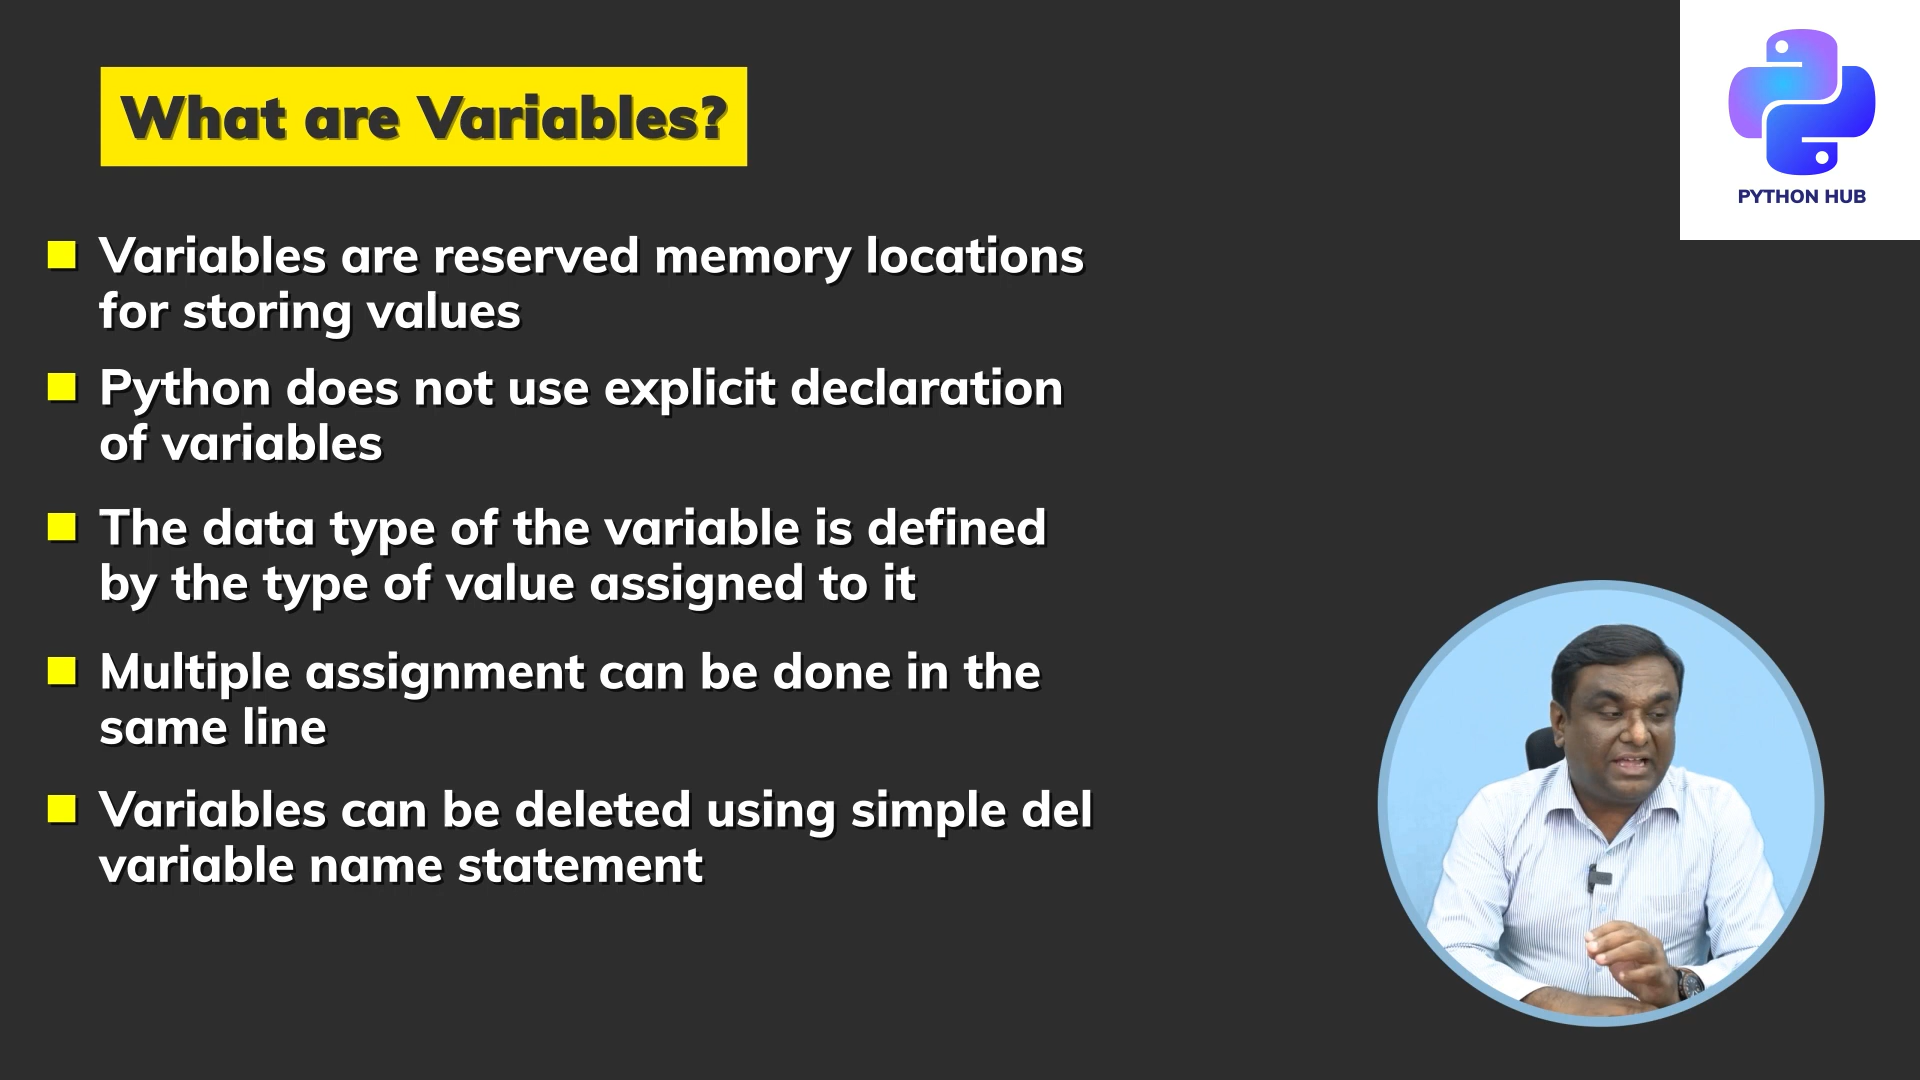 What are Variables?
PYTHON HUB
Variables are reserved memory locations
for storing values
Python does not use explicit declaration
of variables
The data type of the variable is defined
by the type of value assigned to it
Multiple assignment can be done in the
same line
Variables can be deleted using simple del
variable name statement